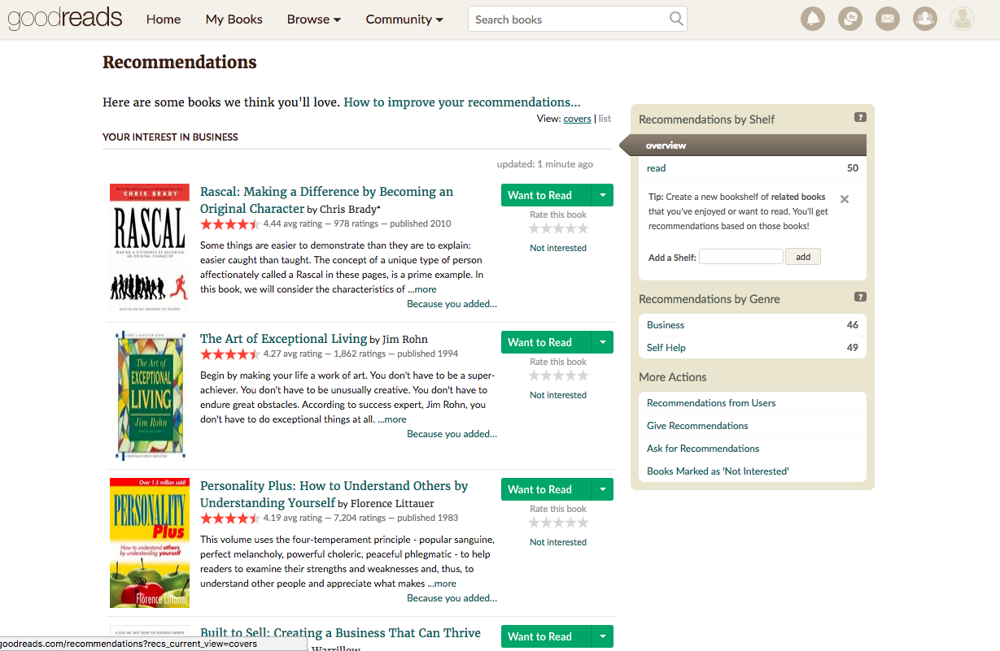 goodreads
Home
My Books
Browse
Community
Search books
Recommendations
Here are some books we think you'll love. How to improve your recommendations...
View: covers | list
YOUR INTEREST IN BUSINESS
updated: 1 minute ago
CHRIS BRADY
RASCAL
MAKING A DIFFERENCE BY BECOMING
AN ORIGINAL CHARACTER
Rascal: Making a Difference by Becoming an
Original Character by Chris Brady*
4.44 avg rating — 978 ratings — published 2010
Some things are easier to demonstrate than they are to explain:
easier caught than taught. The concept of a unique type of person
affectionately called a Rascal in these pages, is a prime example. In
this book, we will consider the characteristics of ...more
Because you added...
Want to Read
Rate this book
Not interested
The Art of
EXCEPTIONAL
LIVING
Jim Rohn
The Art of Exceptional Living by Jim Rohn
4.27 avg rating — 1,862 ratings — published 1994
Begin by making your life a work of art. You don't have to be a super-
achiever. You don't have to be unusually creative. You don't have to
endure great obstacles. According to success expert, Jim Rohn, you
don't have to do exceptional things at all. ...more
Because you added...
Want to Read
Rate this book
Not interested
Over 1.5 million sold!
PERSONALITY
Plus
How to understand others
by understanding yourself
Florence Littauer
Personality Plus: How to Understand Others by
Understanding Yourself by Florence Littauer
4.19 avg rating — 7,204 ratings — published 1983
This volume uses the four-temperament principle - popular sanguine,
perfect melancholy, powerful choleric, peaceful phlegmatic - to help
readers to examine their strengths and weaknesses and, thus, to
understand other people and appreciate what makes ...more
Because you added...
Want to Read
Rate this book
Not interested
Built to Sell: Creating a Business That Can Thrive
Warrillow
Want to Read
goodreads.com/recommendations?recs_current_view=covers
Recommendations by Shelf
?
overview
read 50
Tip: Create a new bookshelf of related books
that you've enjoyed or want to read. You'll get
recommendations based on those books!
Add a Shelf: add
Recommendations by Genre
?
Business 46
Self Help 49
More Actions
Recommendations from Users
Give Recommendations
Ask for Recommendations
Books Marked as 'Not Interested'